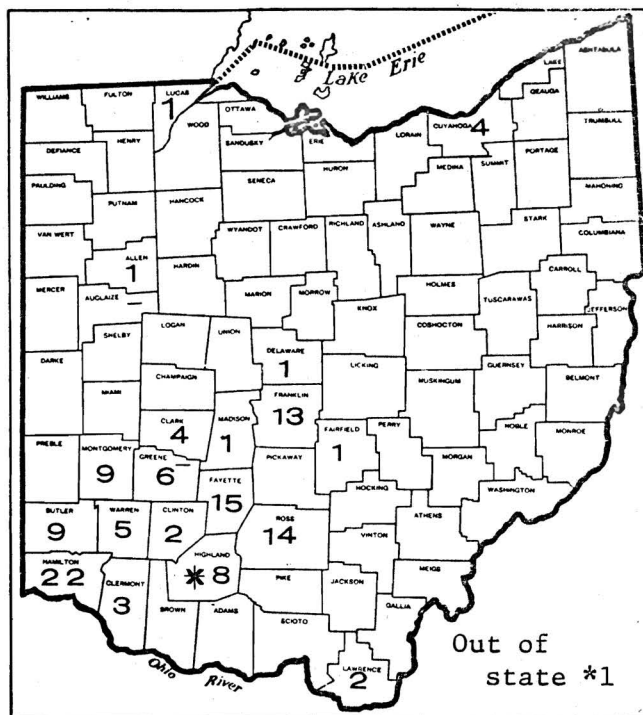 Lake Erie
ASHTABULA
LAKE
GEAUGA
WILLIAMS
FULTON
LUCAS
1
OTTAWA
CUYAHOGA
4
TRUMBULL
WOOD
SANDUSKY
ERIE
LORAIN
DEFIANCE
HENRY
HURON
MEDINA
SUMMIT
PORTAGE
SENECA
MAHONING
PAULDING
PUTNAM
HANCOCK
WYANDOT
CRAWFORD
RICHLAND
ASHLAND
WAYNE
STARK
COLUMBIANA
VAN WERT
ALLEN
1
HARDIN
CARROLL
MERCER
AUGLAIZE
MARION
MORROW
HOLMES
TUSCARAWAS
JEFFERSON
KNOX
LOGAN
UNION
COSHOCTON
HARRISON
SHELBY
DELAWARE
1
DARKE
LICKING
GUERNSEY
BELMONT
CHAMPAIGN
MUSKINGUM
MIAMI
FRANKLIN
13
CLARK
4
MADISON
1
FAIRFIELD
1
PERRY
NOBLE
MONROE
PREBLE
MONTGOMERY
9
GREENE
6
PICKAWAY
MORGAN
FAYETTE
15
HOCKING
WASHINGTON
BUTLER
9
WARREN
5
CLINTON
2
ROSS
14
ATHENS
VINTON
HAMILTON
22
HIGHLAND
*8
MEIGS
CLERMONT
3
PIKE
JACKSON
BROWN
ADAMS
SCIOTO
GALLIA
Ohio River
LAWRENCE
2
Out of
state *1